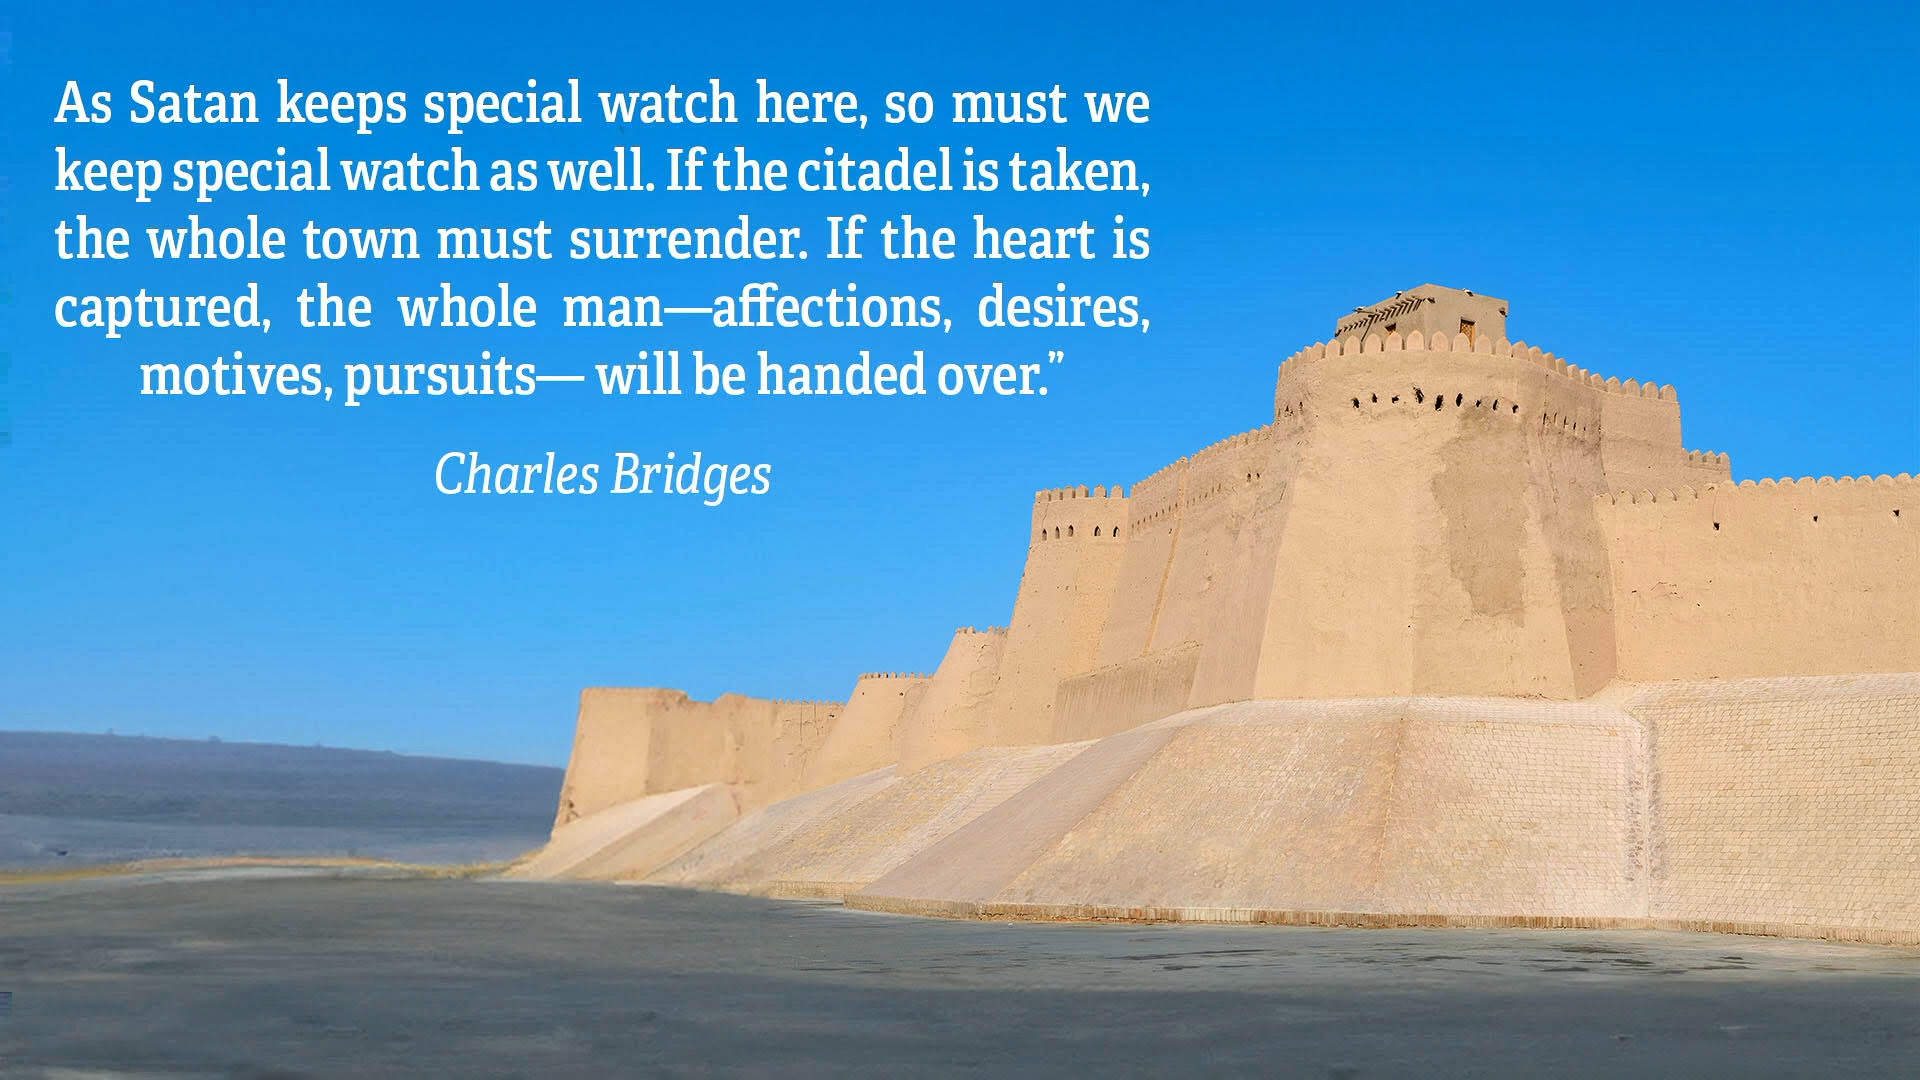 As Satan keeps special watch here, so must we
keep special watch as well. If the citadel is taken,
the whole town must surrender. If the heart is
captured, the whole man—affections, desires,
motives, pursuits— will be handed over.”
Charles Bridges